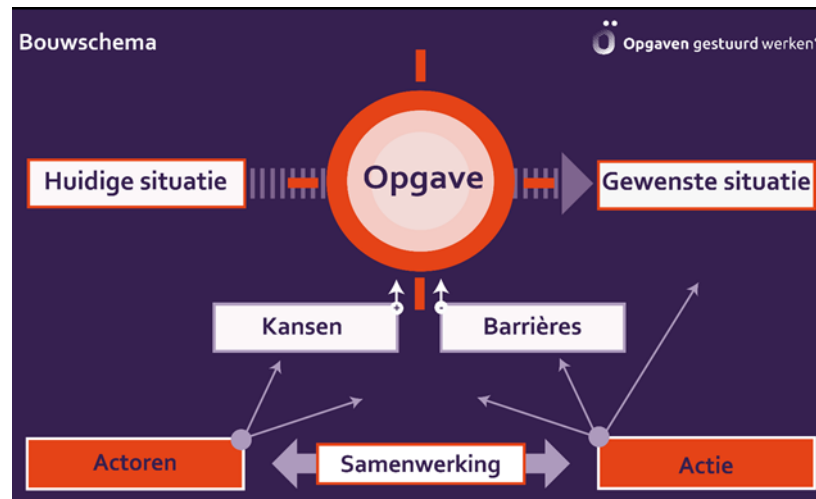 Bouwschema
Opgaven gestuurd werken
Huidige situatie
Opgave
Gewenste situatie
+
-
Kansen
Barrières
Actoren
Samenwerking
Actie